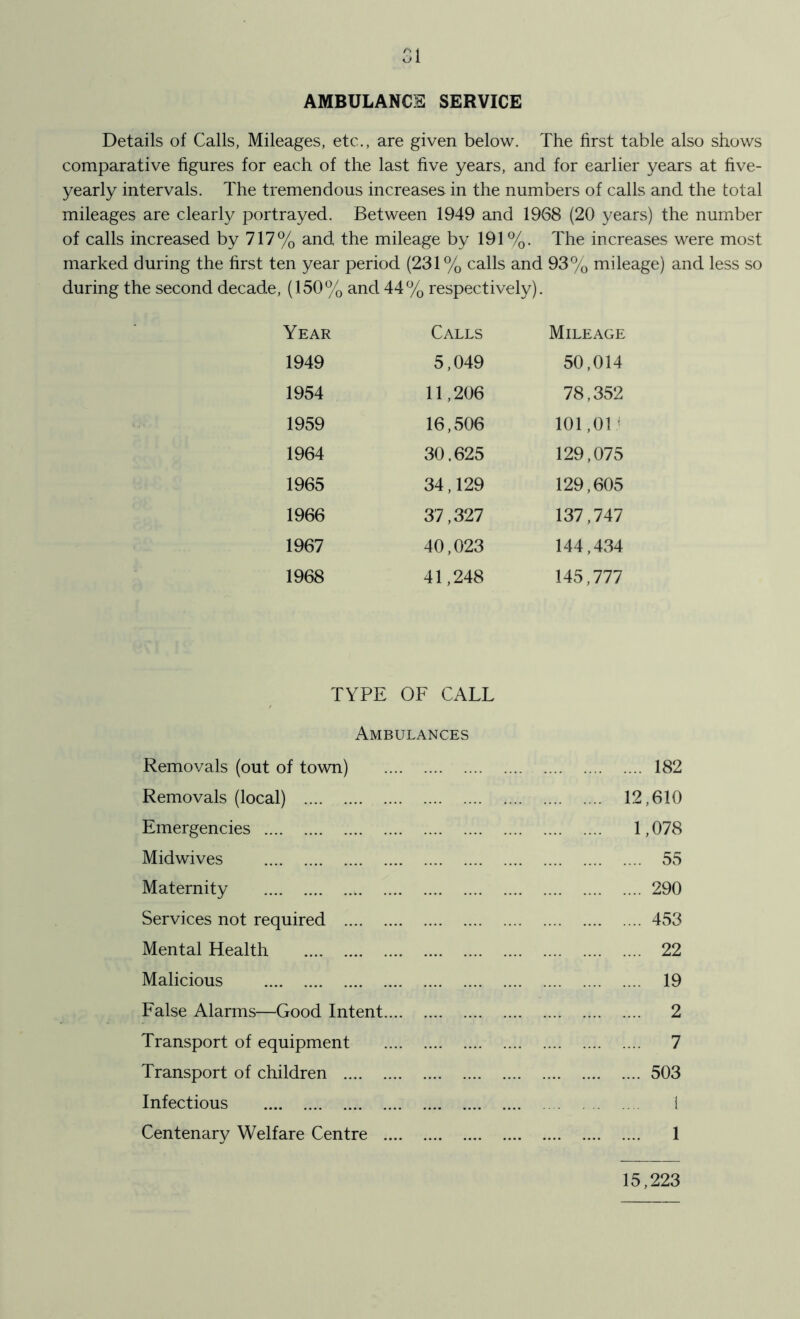 31
AMBULANCE SERVICE
Details of Calls, Mileages, etc., are given below. The first table also shows
comparative figures for each of the last five years, and for earlier years at five-
yearly intervals. The tremendous increases in the numbers of calls and the total
mileages are clearly portrayed. Between 1949 and 1968 (20 years) the number
of calls increased by 717% and the mileage by 191%. The increases were most
marked during the first ten year period (231% calls and 93% mileage) and less so
during the second decade, (150% and 44% respectively).
YEAR CALLS MILEAGE
1949 5,049 50,014
1954 11,206 78,352
1959 16,506
1964 30.625 129,075
1965 34,129 129,605
1966 37,327 137,747
1967 40,023 144,434
1968 41,248 145,777
TYPE OF CALL
AMBULANCES
Removals (out of town) .... .... .... .... .... .... .... 182
Removals (local) .... .... .... .... .... .... .... .... 12,610
Emergencies .... .... .... .... .... .... .... .... .... 1,078
Midwives .... .... .... .... .... .... .... .... .... .... 55
Maternity .... .... .... .... .... .... .... .... .... .... 290
Services not required .... .... .... .... .... .... .... .... 453
Mental Health .... .... .... .... .... .... .... .... .... 22
Malicious .... .... .... .... .... .... .... .... .... .... 19
False Alarms—Good Intent.... .... .... .... .... .... .... 2
Transport of equipment .... .... .... .... .... .... .... 7
Transport of children .... .... .... .... .... .... .... .... 503
Infectious .... .... .... .... .... .... .... .... .... .... 1
Centenary Welfare Centre .... .... .... .... .... .... .... 1
15,223